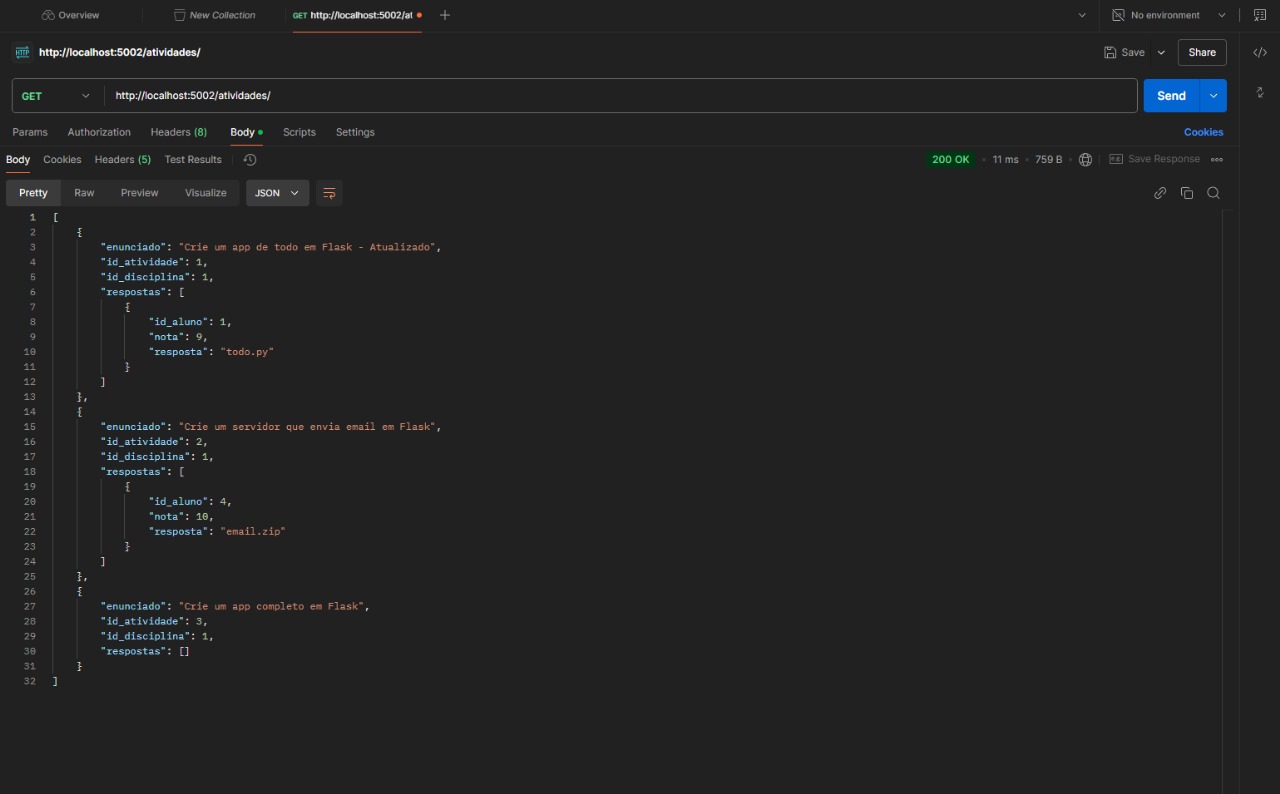 Overview
New Collection
GET http://localhost:5002/at
No environment
HTTP http://localhost:5002/atividades/
Save
Share
GET
http://localhost:5002/atividades/
Send
Params Authorization Headers (8) Body Scripts Settings
Cookies
Body Cookies Headers (5) Test Results
200 OK 11 ms 759 B Save Response
Pretty Raw Preview Visualize JSON
1 [
2 {
3 "enunciado": "Crie um app de todo em Flask - Atualizado",
4 "id_atividade": 1,
5 "id_disciplina": 1,
6 "respostas": [
7 {
8 "id_aluno": 1,
9 "nota": 9,
10 "resposta": "todo.py"
11 }
12 ]
13 },
14 {
15 "enunciado": "Crie um servidor que envia email em Flask",
16 "id_atividade": 2,
17 "id_disciplina": 1,
18 "respostas": [
19 {
20 "id_aluno": 4,
21 "nota": 10,
22 "resposta": "email.zip"
23 }
24 ]
25 },
26 {
27 "enunciado": "Crie um app completo em Flask",
28 "id_atividade": 3,
29 "id_disciplina": 1,
30 "respostas": []
31 }
32 ]